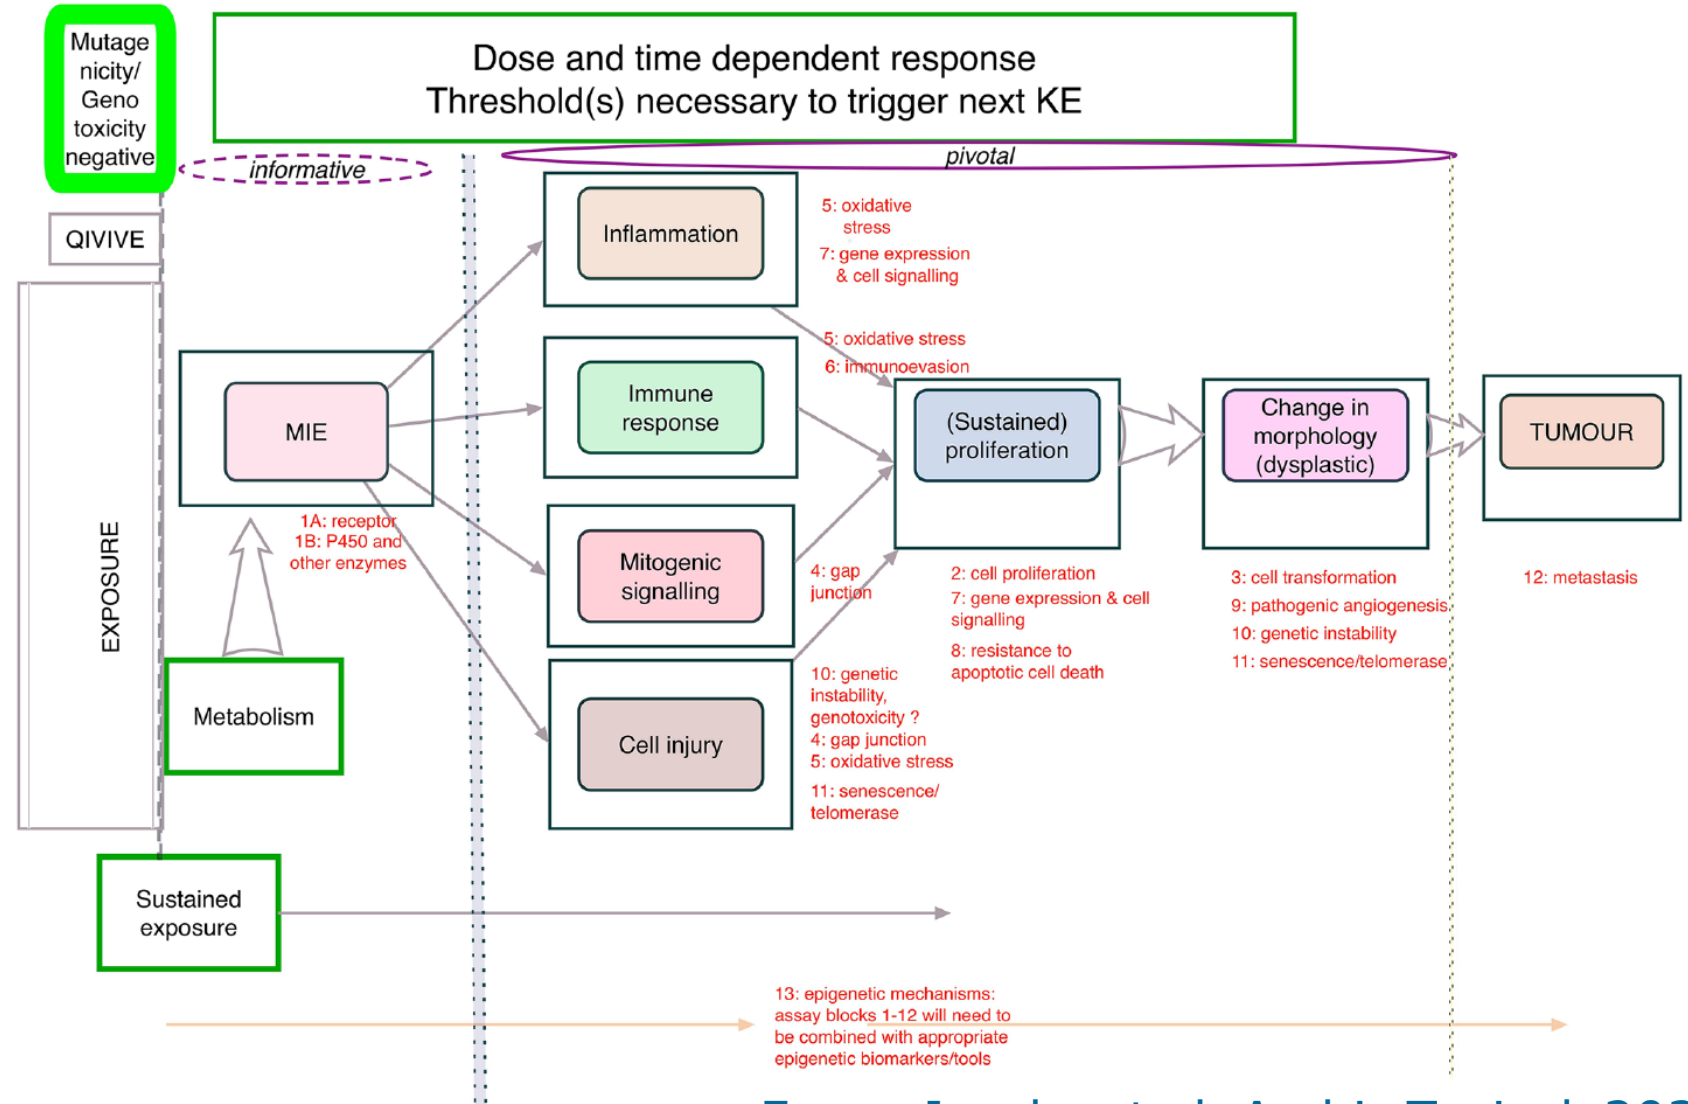 Mutage
nicity/
Geno
toxicity
negative
Dose and time dependent response
Threshold(s) necessary to trigger next KE
informative
pivotal
QIVIVE
EXPOSURE
MIE
1A: receptor
1B: P450 and
other enzymes
Metabolism
Sustained
exposure
Inflammation
5: oxidative
stress
7: gene expression
& cell signalling
Immune
response
5: oxidative stress
6: immunoevasion
Mitogenic
signalling
4: gap
junction
Cell injury
10: genetic
instability,
genotoxicity ?
4: gap junction
5: oxidative stress
11: senescence/
telomerase
(Sustained)
proliferation
2: cell proliferation
7: gene expression & cell
signalling
8: resistance to
apoptotic cell death
Change in
morphology
(dysplastic)
3: cell transformation
9: pathogenic angiogenesis
10: genetic instability
11: senescence/telomerase
TUMOUR
12: metastasis
13: epigenetic mechanisms:
assay blocks 1-12 will need to
be combined with appropriate
epigenetic biomarkers/tools